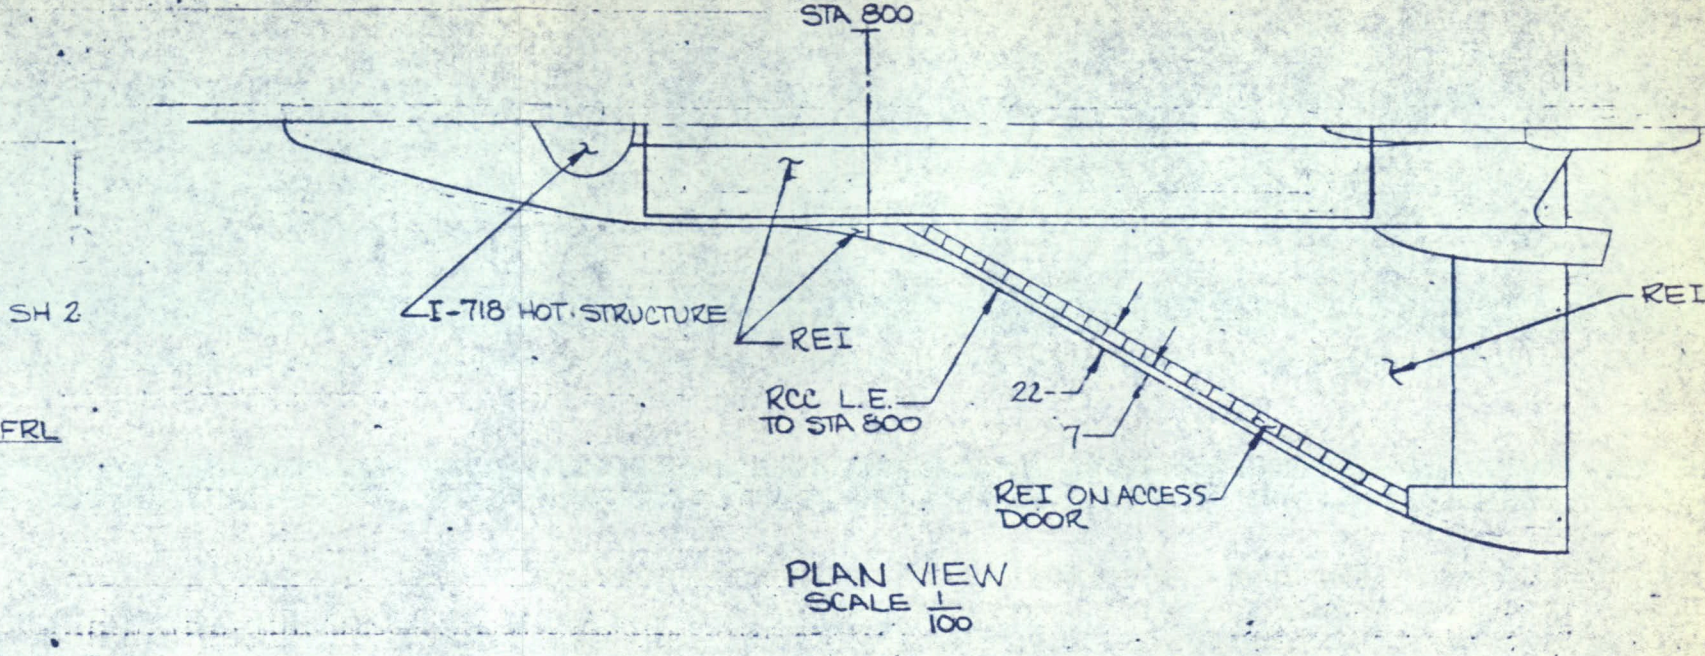 STA 800
I-718 HOT STRUCTURE
REI
REI
SH 2
RCC L.E.
TO STA 800
22
7
FRL
REI ON ACCESS
DOOR
PLAN VIEW
SCALE 1/100